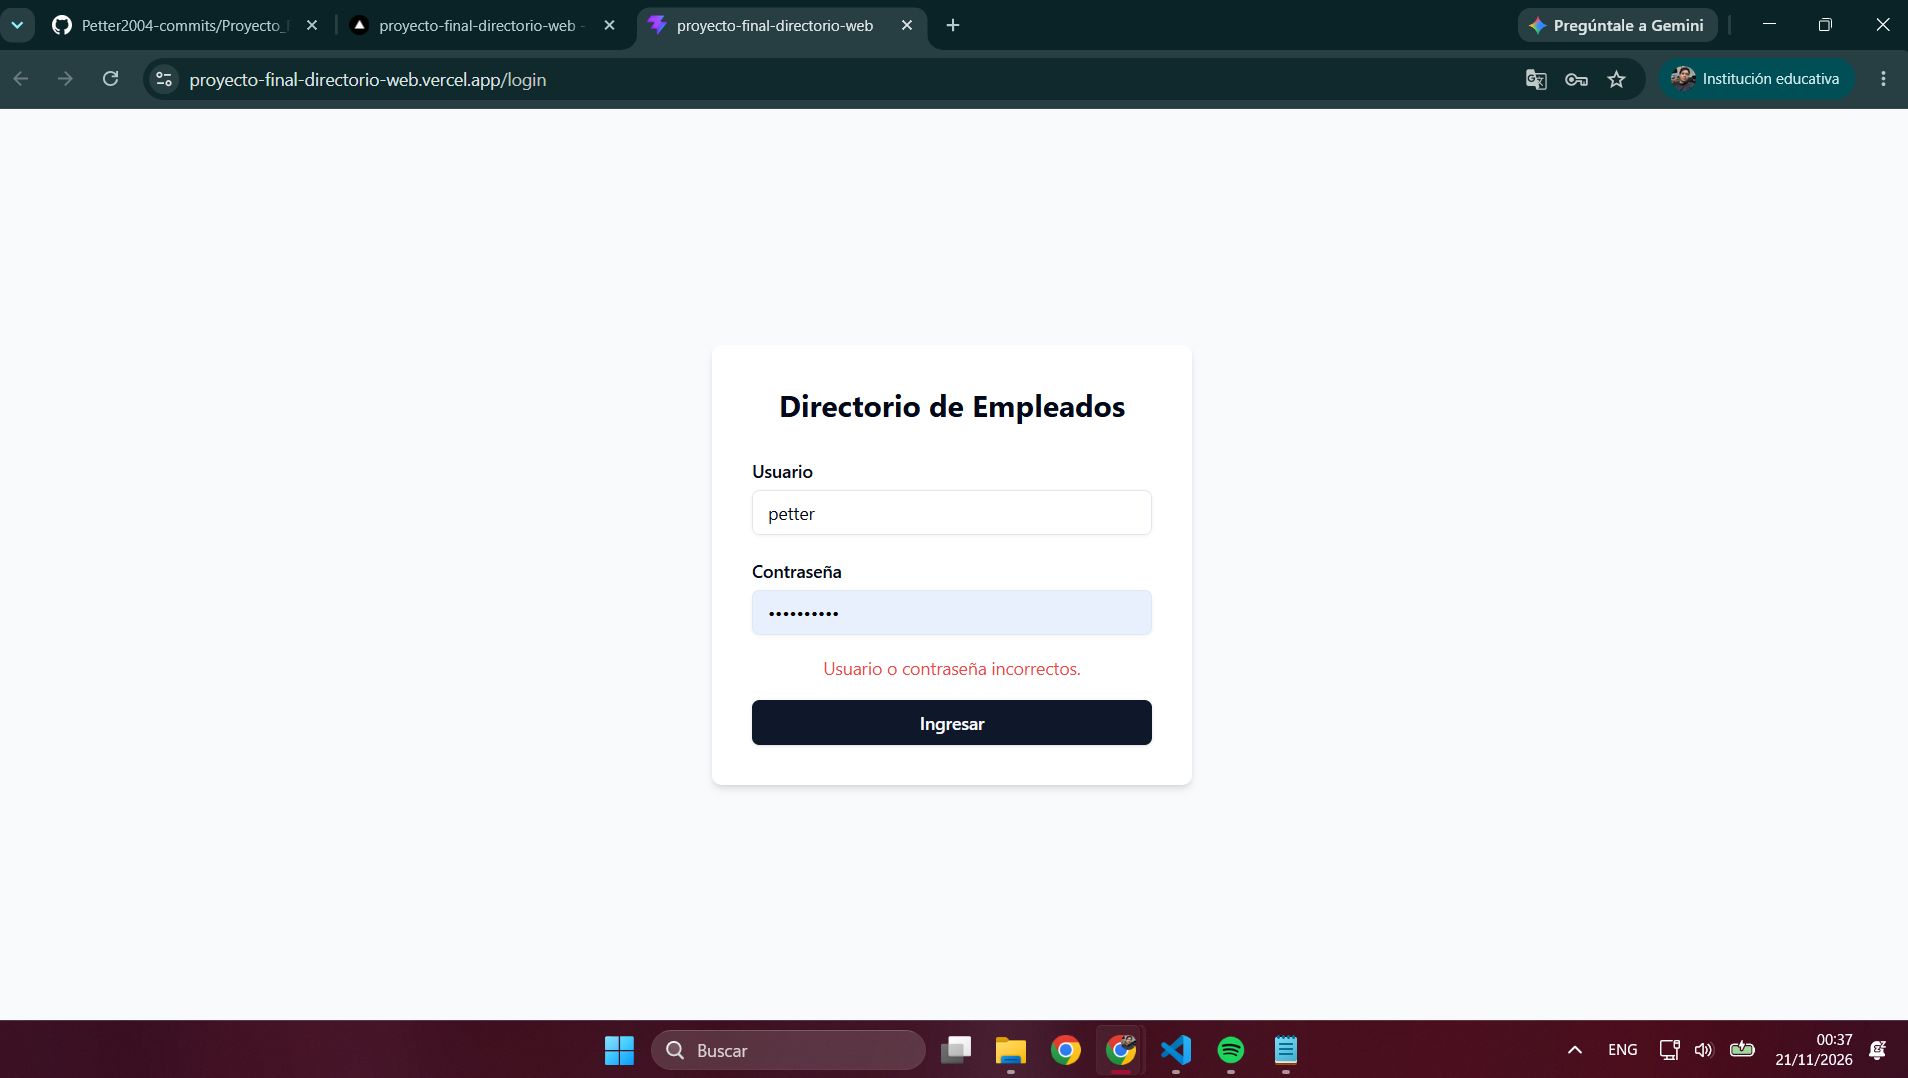 Petter2004-commits/Proyecto_
proyecto-final-directorio-web
proyecto-final-directorio-web
Pregúntale a Gemini
proyecto-final-directorio-web.vercel.app/login
Institución educativa
Directorio de Empleados
Usuario
petter
Contraseña
••••••••••
Usuario o contraseña incorrectos.
Ingresar
Buscar
ENG
00:37
21/11/2026